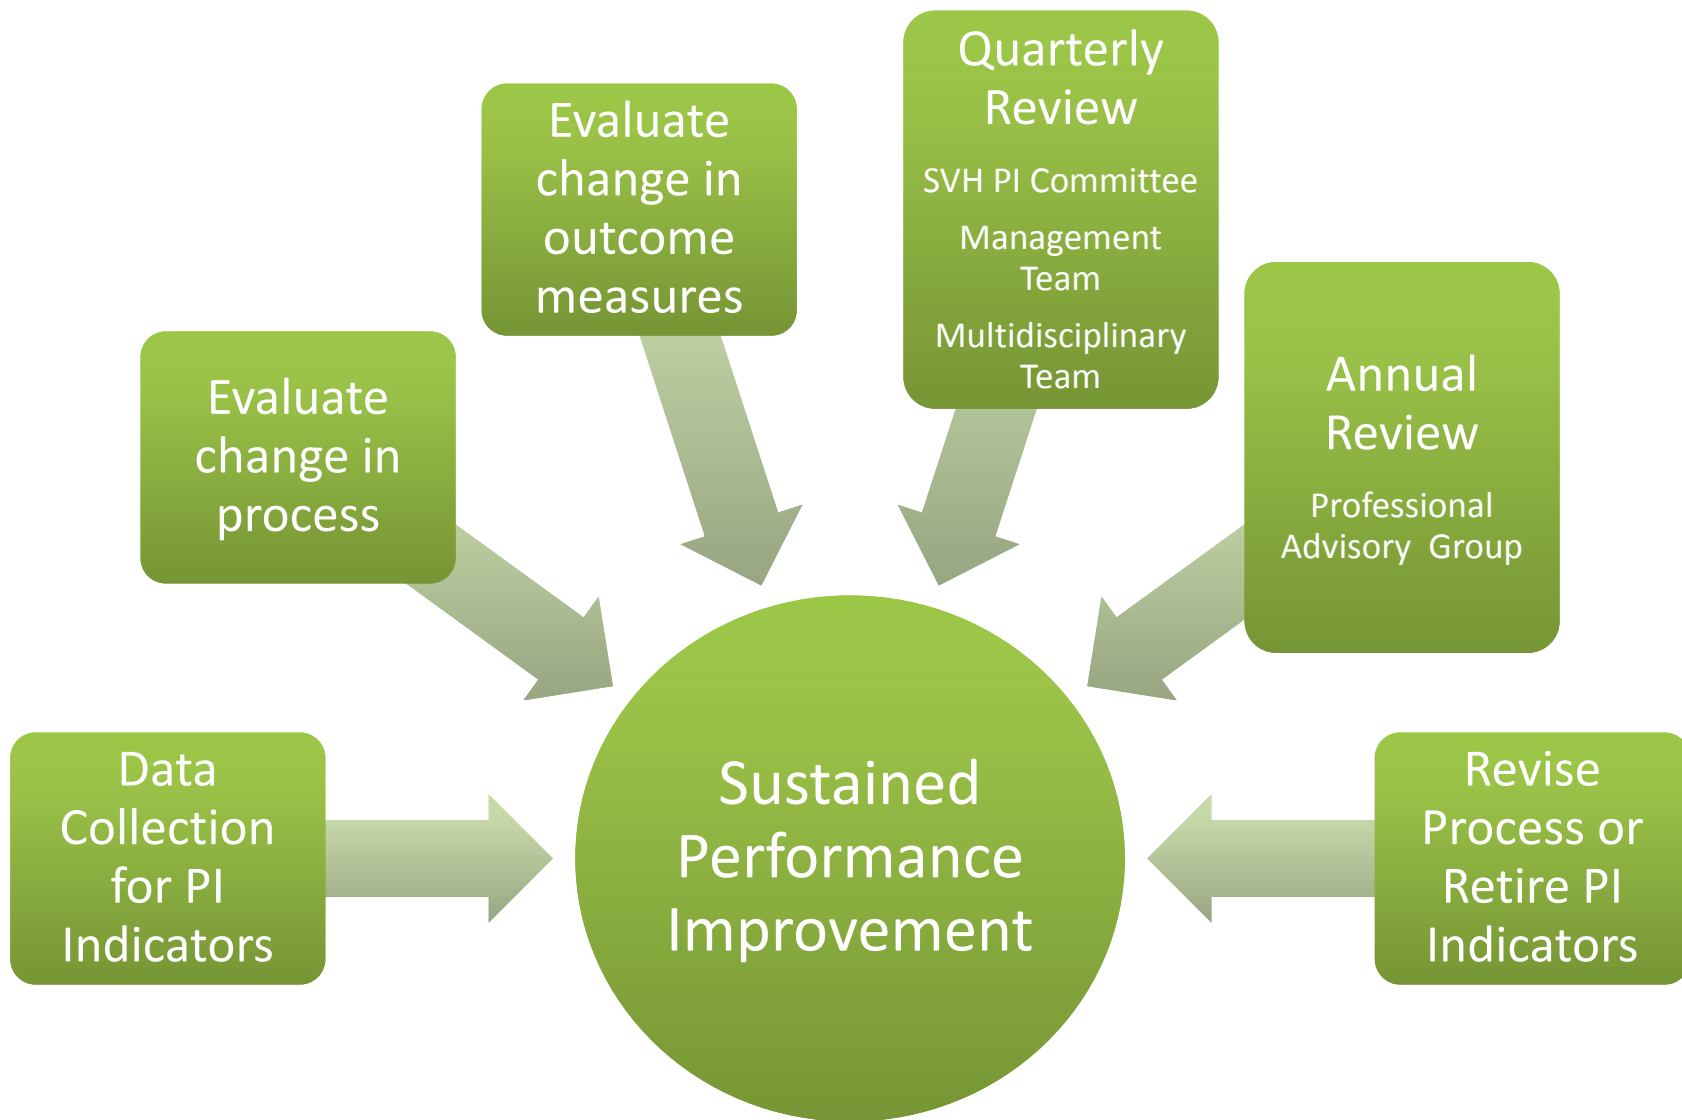 Data
Collection
for PI
Indicators
Evaluate
change in
process
Evaluate
change in
outcome
measures
Quarterly
Review
SVH PI Committee
Management
Team
Multidisciplinary
Team
Annual
Review
Professional
Advisory  Group
Revise
Process or
Retire PI
Indicators
Sustained
Performance
Improvement